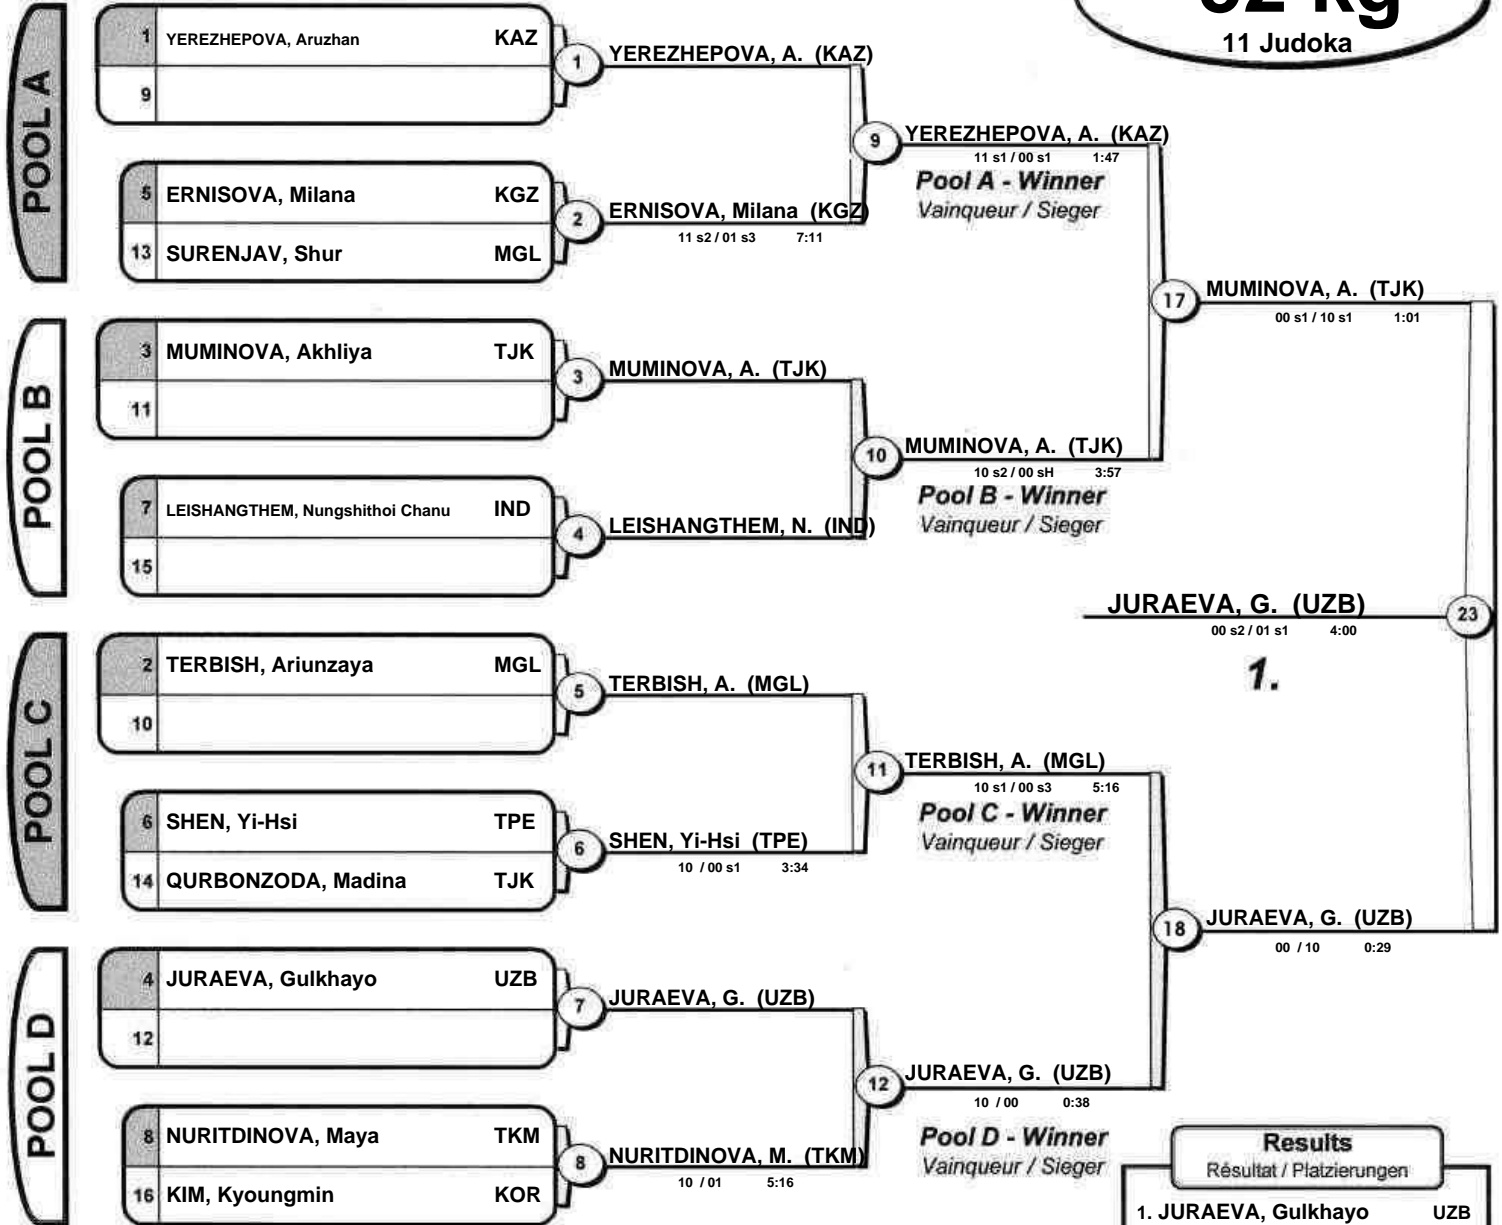 52 kg
11 Judoka
POOL A
1 YEREZHEPOVA, Aruzhan KAZ
9
1 YEREZHEPOVA, A. (KAZ)
5 ERNISOVA, Milana KGZ
13 SURENJAV, Shur MGL
2 ERNISOVA, Milana (KGZ)
11 s2 / 01 s3 7:11
9 YEREZHEPOVA, A. (KAZ)
11 s1 / 00 s1 1:47
Pool A - Winner
Vainqueur / Sieger
POOL B
3 MUMINOVA, Akhliya TJK
11
3 MUMINOVA, A. (TJK)
7 LEISHANGTHEM, Nungshithoi Chanu IND
15
4 LEISHANGTHEM, N. (IND)
10 MUMINOVA, A. (TJK)
10 s2 / 00 sH 3:57
Pool B - Winner
Vainqueur / Sieger
17 MUMINOVA, A. (TJK)
00 s1 / 10 s1 1:01
JURAEVA, G. (UZB) 23
00 s2 / 01 s1 4:00
1.
POOL C
2 TERBISH, Ariunzaya MGL
10
5 TERBISH, A. (MGL)
6 SHEN, Yi-Hsi TPE
14 QURBONZODA, Madina TJK
6 SHEN, Yi-Hsi (TPE)
10 / 00 s1 3:34
11 TERBISH, A. (MGL)
10 s1 / 00 s3 5:16
Pool C - Winner
Vainqueur / Sieger
18 JURAEVA, G. (UZB)
00 / 10 0:29
POOL D
4 JURAEVA, Gulkhayo UZB
12
7 JURAEVA, G. (UZB)
8 NURITDINOVA, Maya TKM
16 KIM, Kyoungmin KOR
8 NURITDINOVA, M. (TKM)
10 / 01 5:16
12 JURAEVA, G. (UZB)
10 / 00 0:38
Pool D - Winner
Vainqueur / Sieger
Results
Résultat / Platzierungen
1. JURAEVA, Gulkhayo UZB